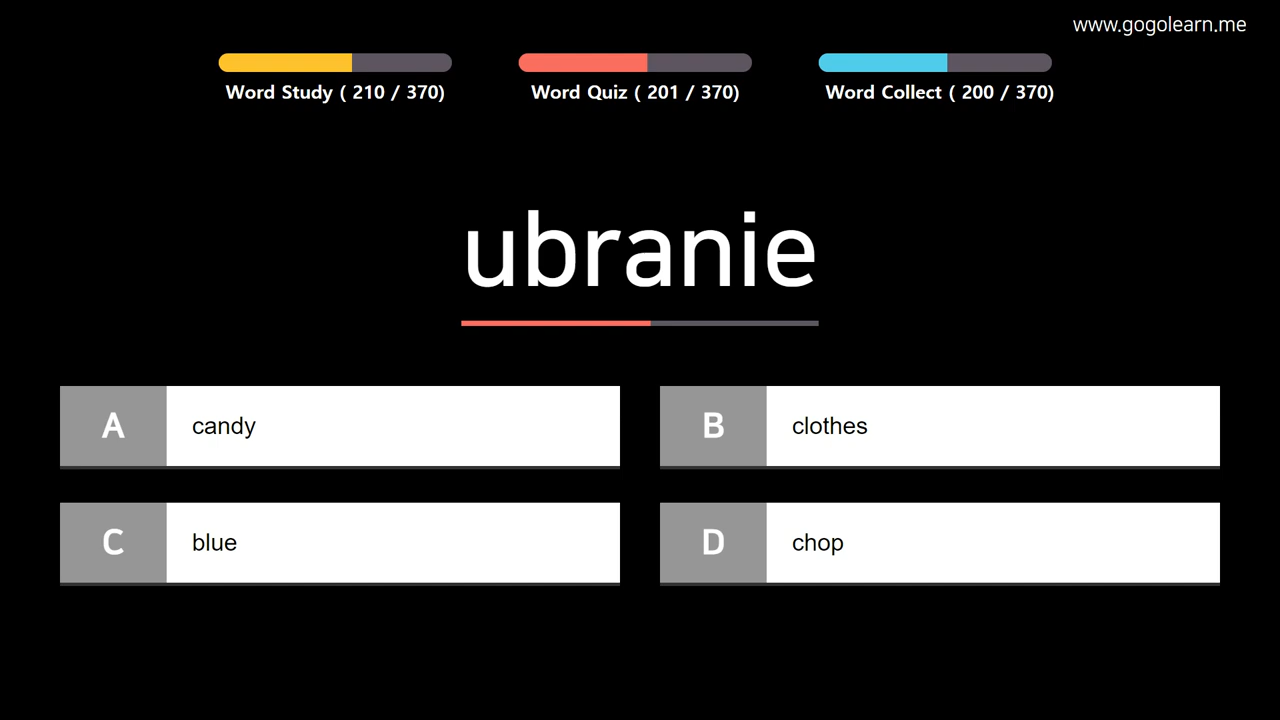 www.gogolearn.me
Word Study ( 210 / 370)
Word Quiz ( 201 / 370)
Word Collect ( 200 / 370)
ubranie
A candy
B clothes
C blue
D chop